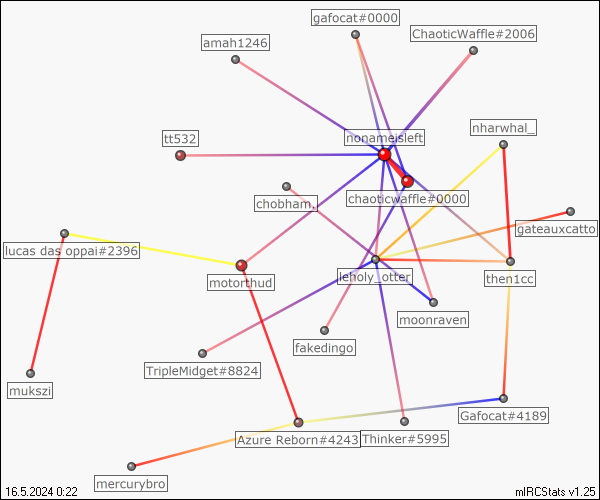 gafocat#0000
ChaoticWaffle#2006
amah1246
nharwhal_
tt532
nonameisleft
chaoticwaffle#0000
chobham.
gateauxcatto
lucas das oppai#2396
motorthud
leholy_otter
then1cc
moonraven
fakedingo
TripleMidget#8824
mukszi
Gafocat#4189
Azure Reborn#4243
Thinker#5995
mercurybro
16.5.2024 0:22
mIRCStats v1.25